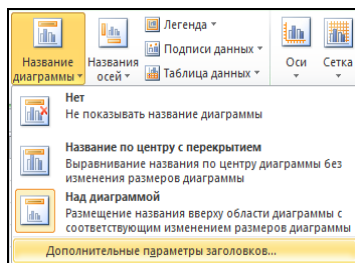 Название диаграммы
Названия осей
Легенда
Подписи данных
Таблица данных
Оси
Сетка
Нет
Не показывать название диаграммы
Название по центру с перекрытием
Выравнивание названия по центру диаграммы без
изменения размеров диаграммы
Над диаграммой
Размещение названия вверху области диаграммы с
соответствующим изменением размеров диаграммы
Дополнительные параметры заголовков...